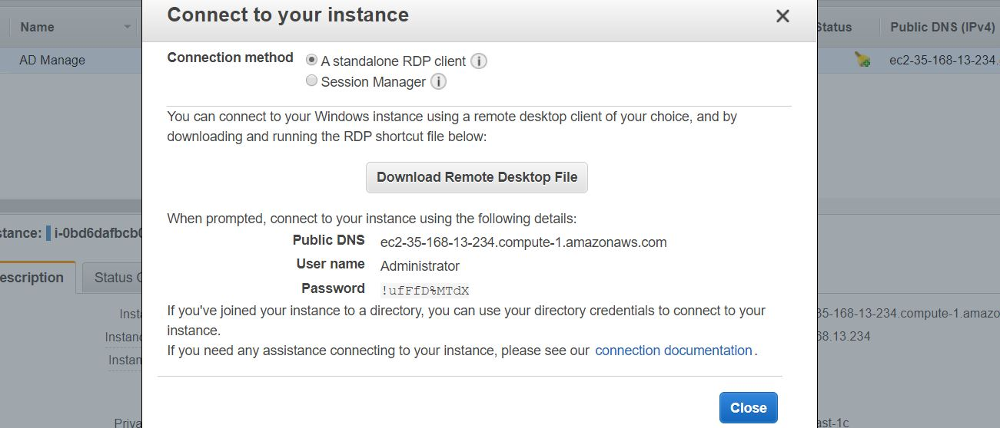 Connect to your instance
Name
Status
Public DNS (IPv4)
Connection method
A standalone RDP client
AD Manage
ec2-35-168-13-234.
Session Manager
You can connect to your Windows instance using a remote desktop client of your choice, and by
downloading and running the RDP shortcut file below:
Download Remote Desktop File
When prompted, connect to your instance using the following details:
stance: i-0bd6dafbcb0
Public DNS ec2-35-168-13-234.compute-1.amazonaws.com
User name Administrator
escription
Status C
Password !ufFfD%MTdX
If you've joined your instance to a directory, you can use your directory credentials to connect to your
instance.
Insta
35-168-13-234.compute-1.amazo
Instanc
68.13.234
If you need any assistance connecting to your instance, please see our connection documentation.
Instan
Close
Priva
ast-1c